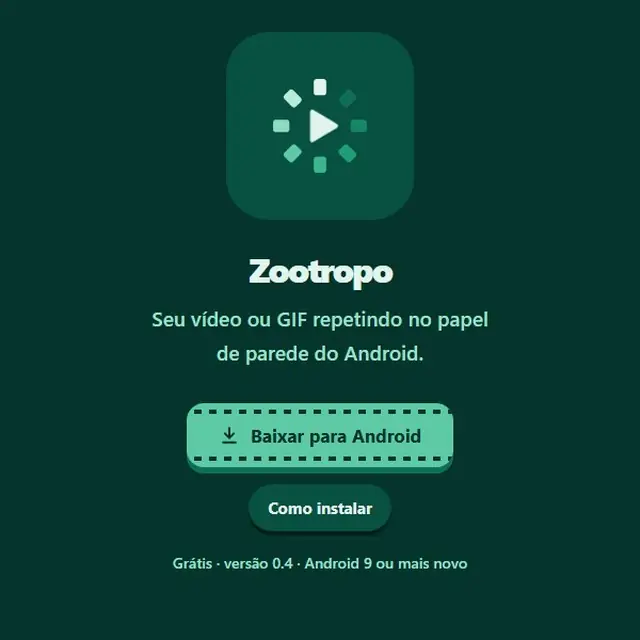 Zootropo
Seu vídeo ou GIF repetindo no papel
de parede do Android.
Baixar para Android
Como instalar
Grátis · versão 0.4 · Android 9 ou mais novo